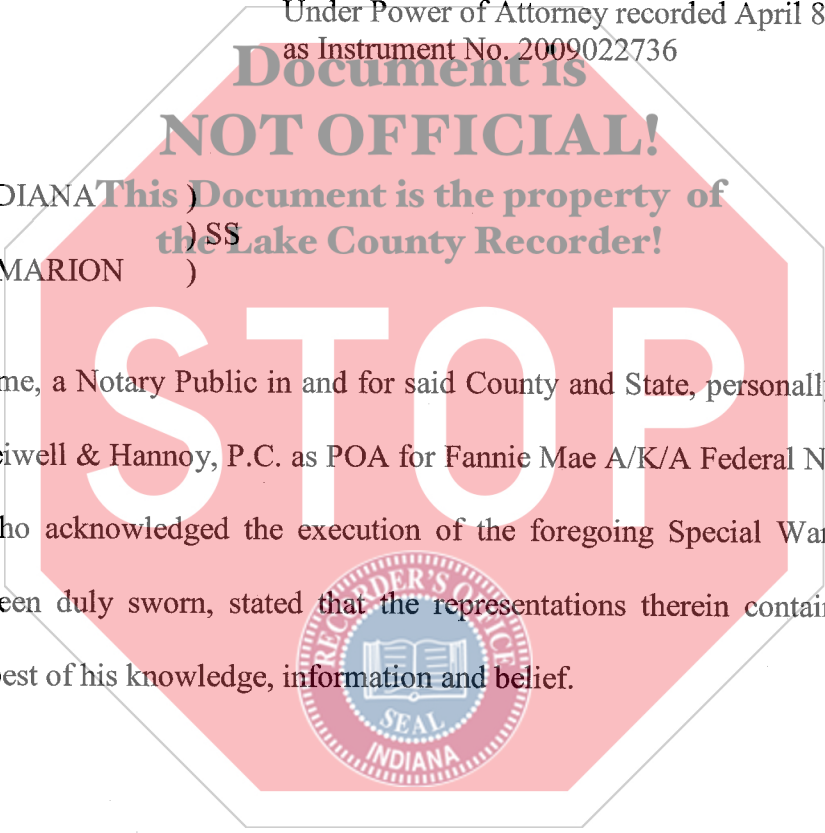 Under Power of Attorney recorded April 8
as Instrument No. 2009022736
Document is
NOT OFFICIAL!
DIANA )
This Document is the property of
) SS
the Lake County Recorder!
MARION )
STOP
me, a Notary Public in and for said County and State, personally
eiwell & Hannoy, P.C. as POA for Fannie Mae A/K/A Federal N
ho acknowledged the execution of the foregoing Special War
een duly sworn, stated that the representations therein contain
best of his knowledge, information and belief.
RECORDER'S OFFICE
SEAL
INDIANA